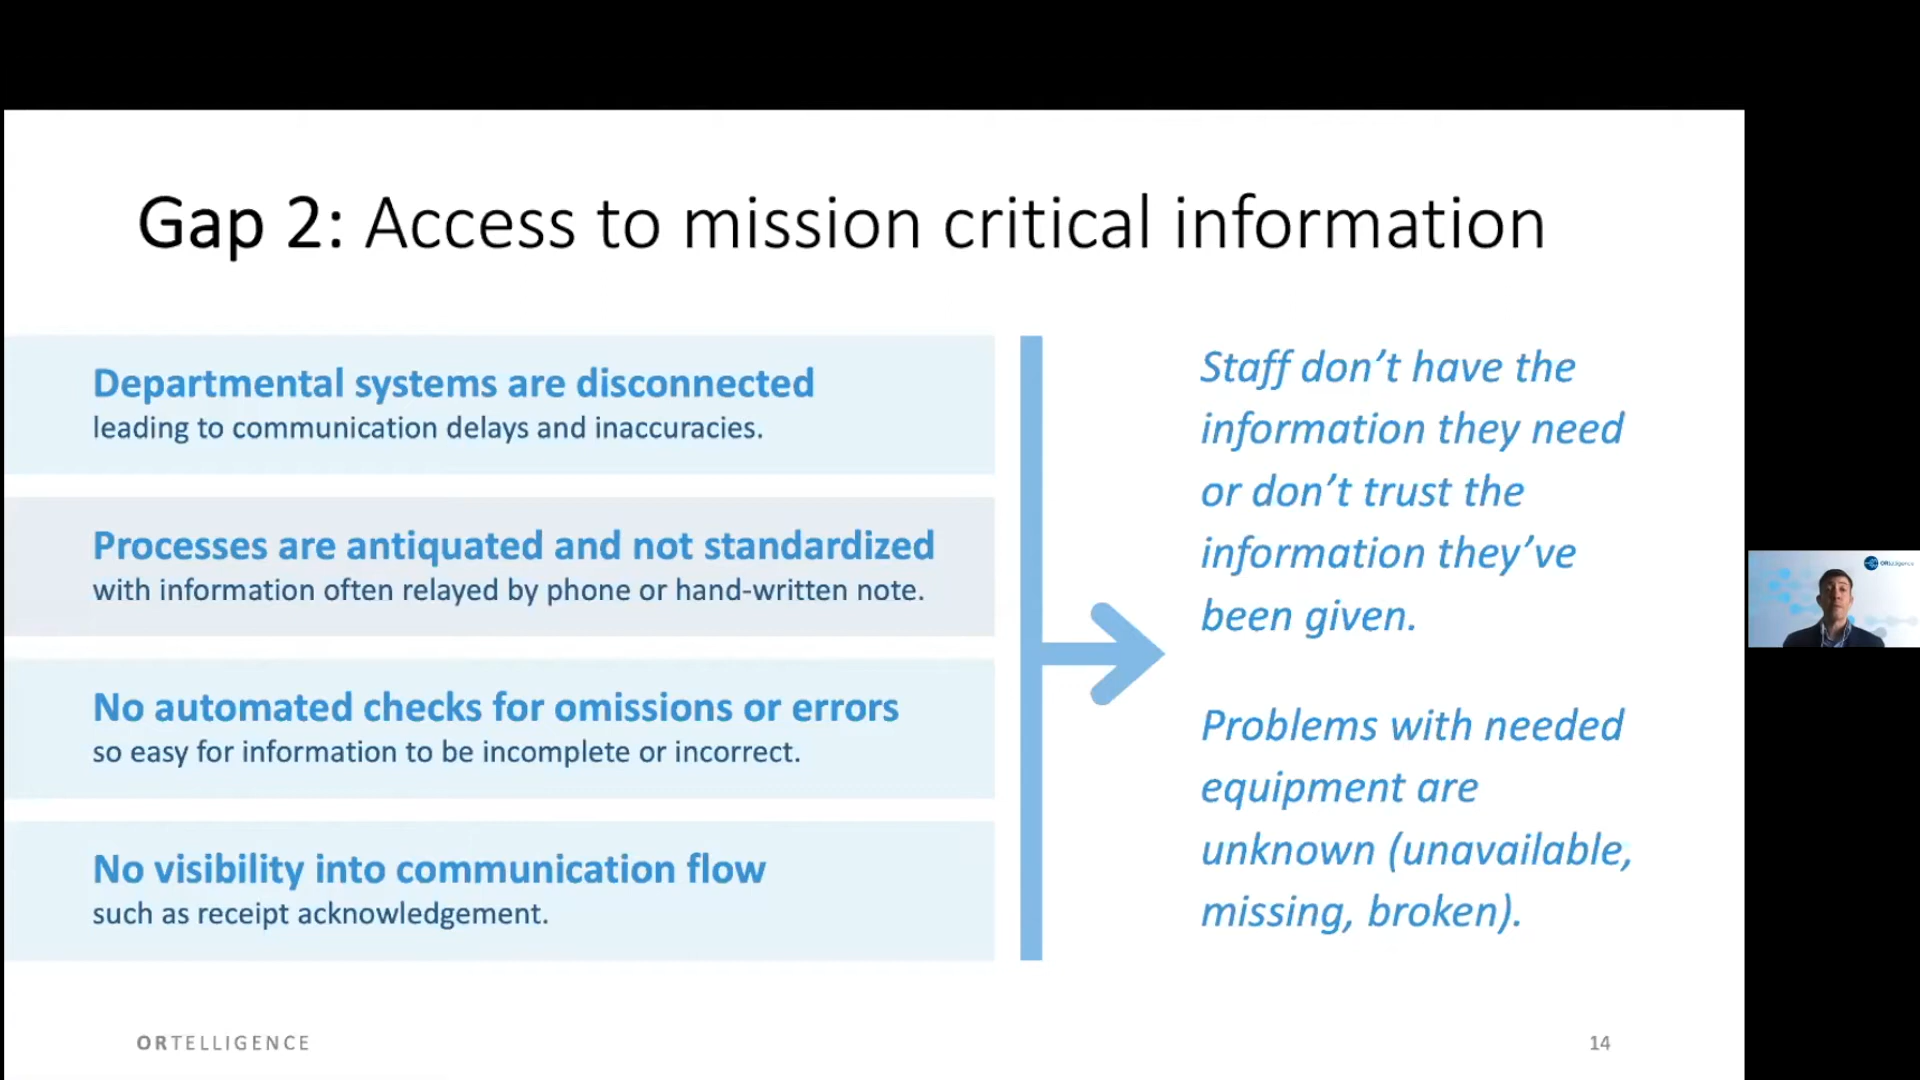 Gap 2: Access to mission critical information
Departmental systems are disconnected
leading to communication delays and inaccuracies.
Processes are antiquated and not standardized
with information often relayed by phone or hand-written note.
No automated checks for omissions or errors
so easy for information to be incomplete or incorrect.
No visibility into communication flow
such as receipt acknowledgement.
Staff don’t have the
information they need
or don’t trust the
information they’ve
been given.
Problems with needed
equipment are
unknown (unavailable,
missing, broken).
ORTELLIGENCE
14
ORtelligence